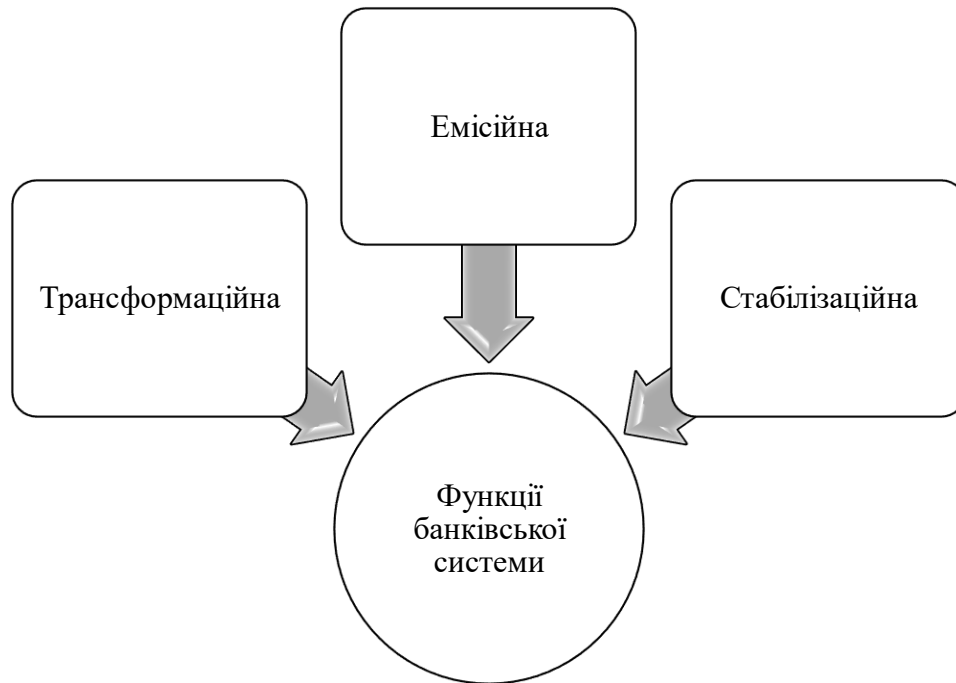 Емісійна
Трансформаційна
Стабілізаційна
Функції
банківської
системи